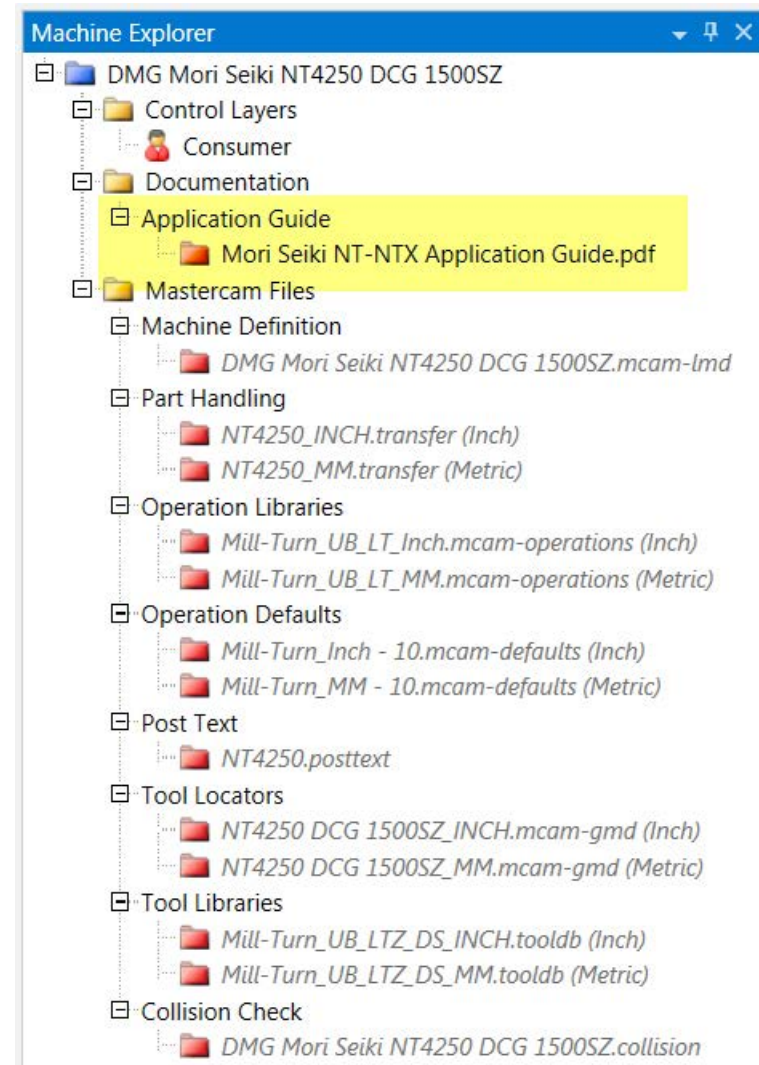 Machine Explorer
DMG Mori Seiki NT4250 DCG 1500SZ
Control Layers
Consumer
Documentation
Application Guide
Mori Seiki NT-NTX Application Guide.pdf
Mastercam Files
Machine Definition
DMG Mori Seiki NT4250 DCG 1500SZ.mcam-lmd
Part Handling
NT4250_INCH.transfer (Inch)
NT4250_MM.transfer (Metric)
Operation Libraries
Mill-Turn_UB_LT_Inch.mcam-operations (Inch)
Mill-Turn_UB_LT_MM.mcam-operations (Metric)
Operation Defaults
Mill-Turn_Inch - 10.mcam-defaults (Inch)
Mill-Turn_MM - 10.mcam-defaults (Metric)
Post Text
NT4250.posttext
Tool Locators
NT4250 DCG 1500SZ_INCH.mcam-gmd (Inch)
NT4250 DCG 1500SZ_MM.mcam-gmd (Metric)
Tool Libraries
Mill-Turn_UB_LTZ_DS_INCH.tooldb (Inch)
Mill-Turn_UB_LTZ_DS_MM.tooldb (Metric)
Collision Check
DMG Mori Seiki NT4250 DCG 1500SZ.collision